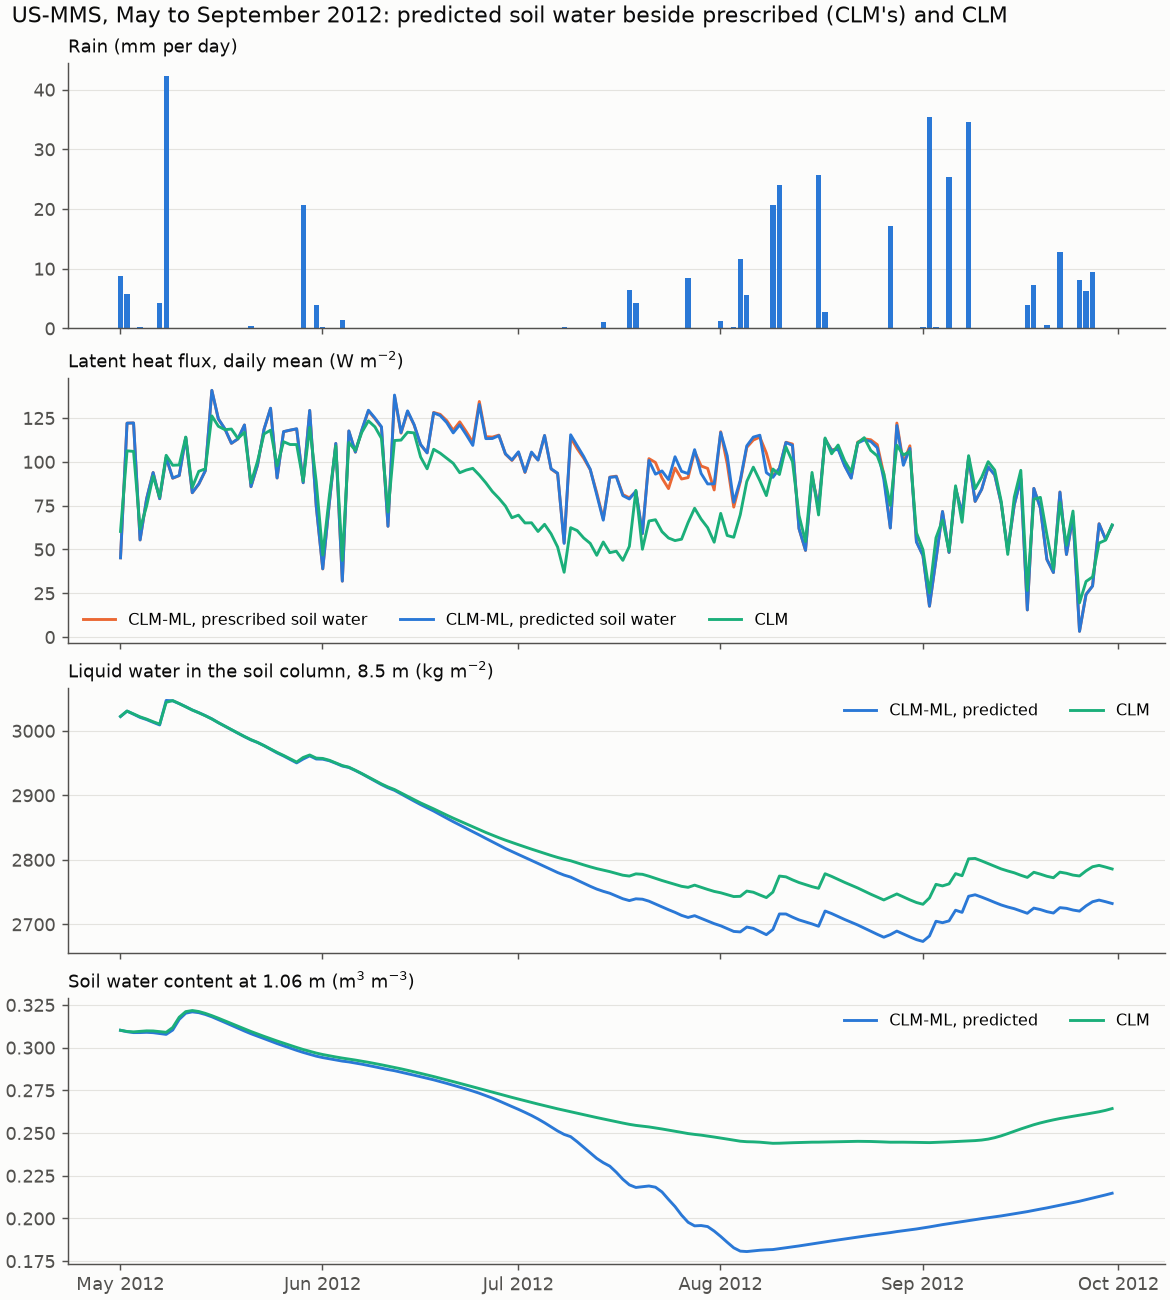 US-MMS, May to September 2012: predicted soil water beside prescribed (CLM's) and CLM
Rain (mm per day)
40
30
20
10
0
Latent heat flux, daily mean (W m⁻²)
125
100
75
50
25
0
CLM-ML, prescribed soil water CLM-ML, predicted soil water CLM
Liquid water in the soil column, 8.5 m (kg m⁻²)
CLM-ML, predicted CLM
3000
2900
2800
2700
Soil water content at 1.06 m (m³ m⁻³)
0.325
CLM-ML, predicted CLM
0.300
0.275
0.250
0.225
0.200
0.175
May 2012 Jun 2012 Jul 2012 Aug 2012 Sep 2012 Oct 2012